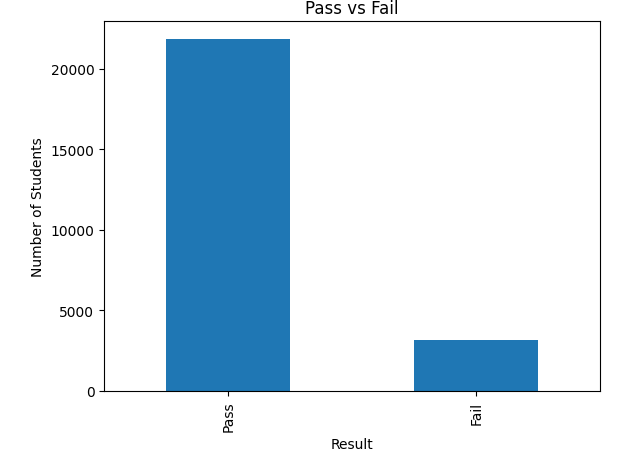 Pass vs Fail
Number of Students
20000
15000
10000
5000
0
Pass
Fail
Result